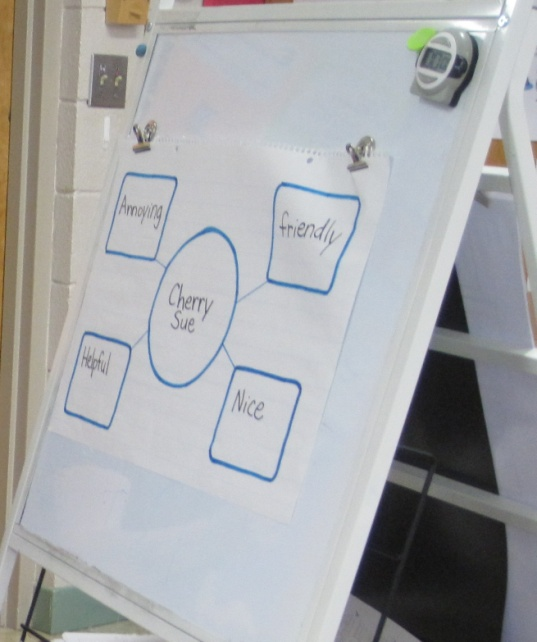 Annoying
friendly
Cherry
Sue
Helpful
Nice